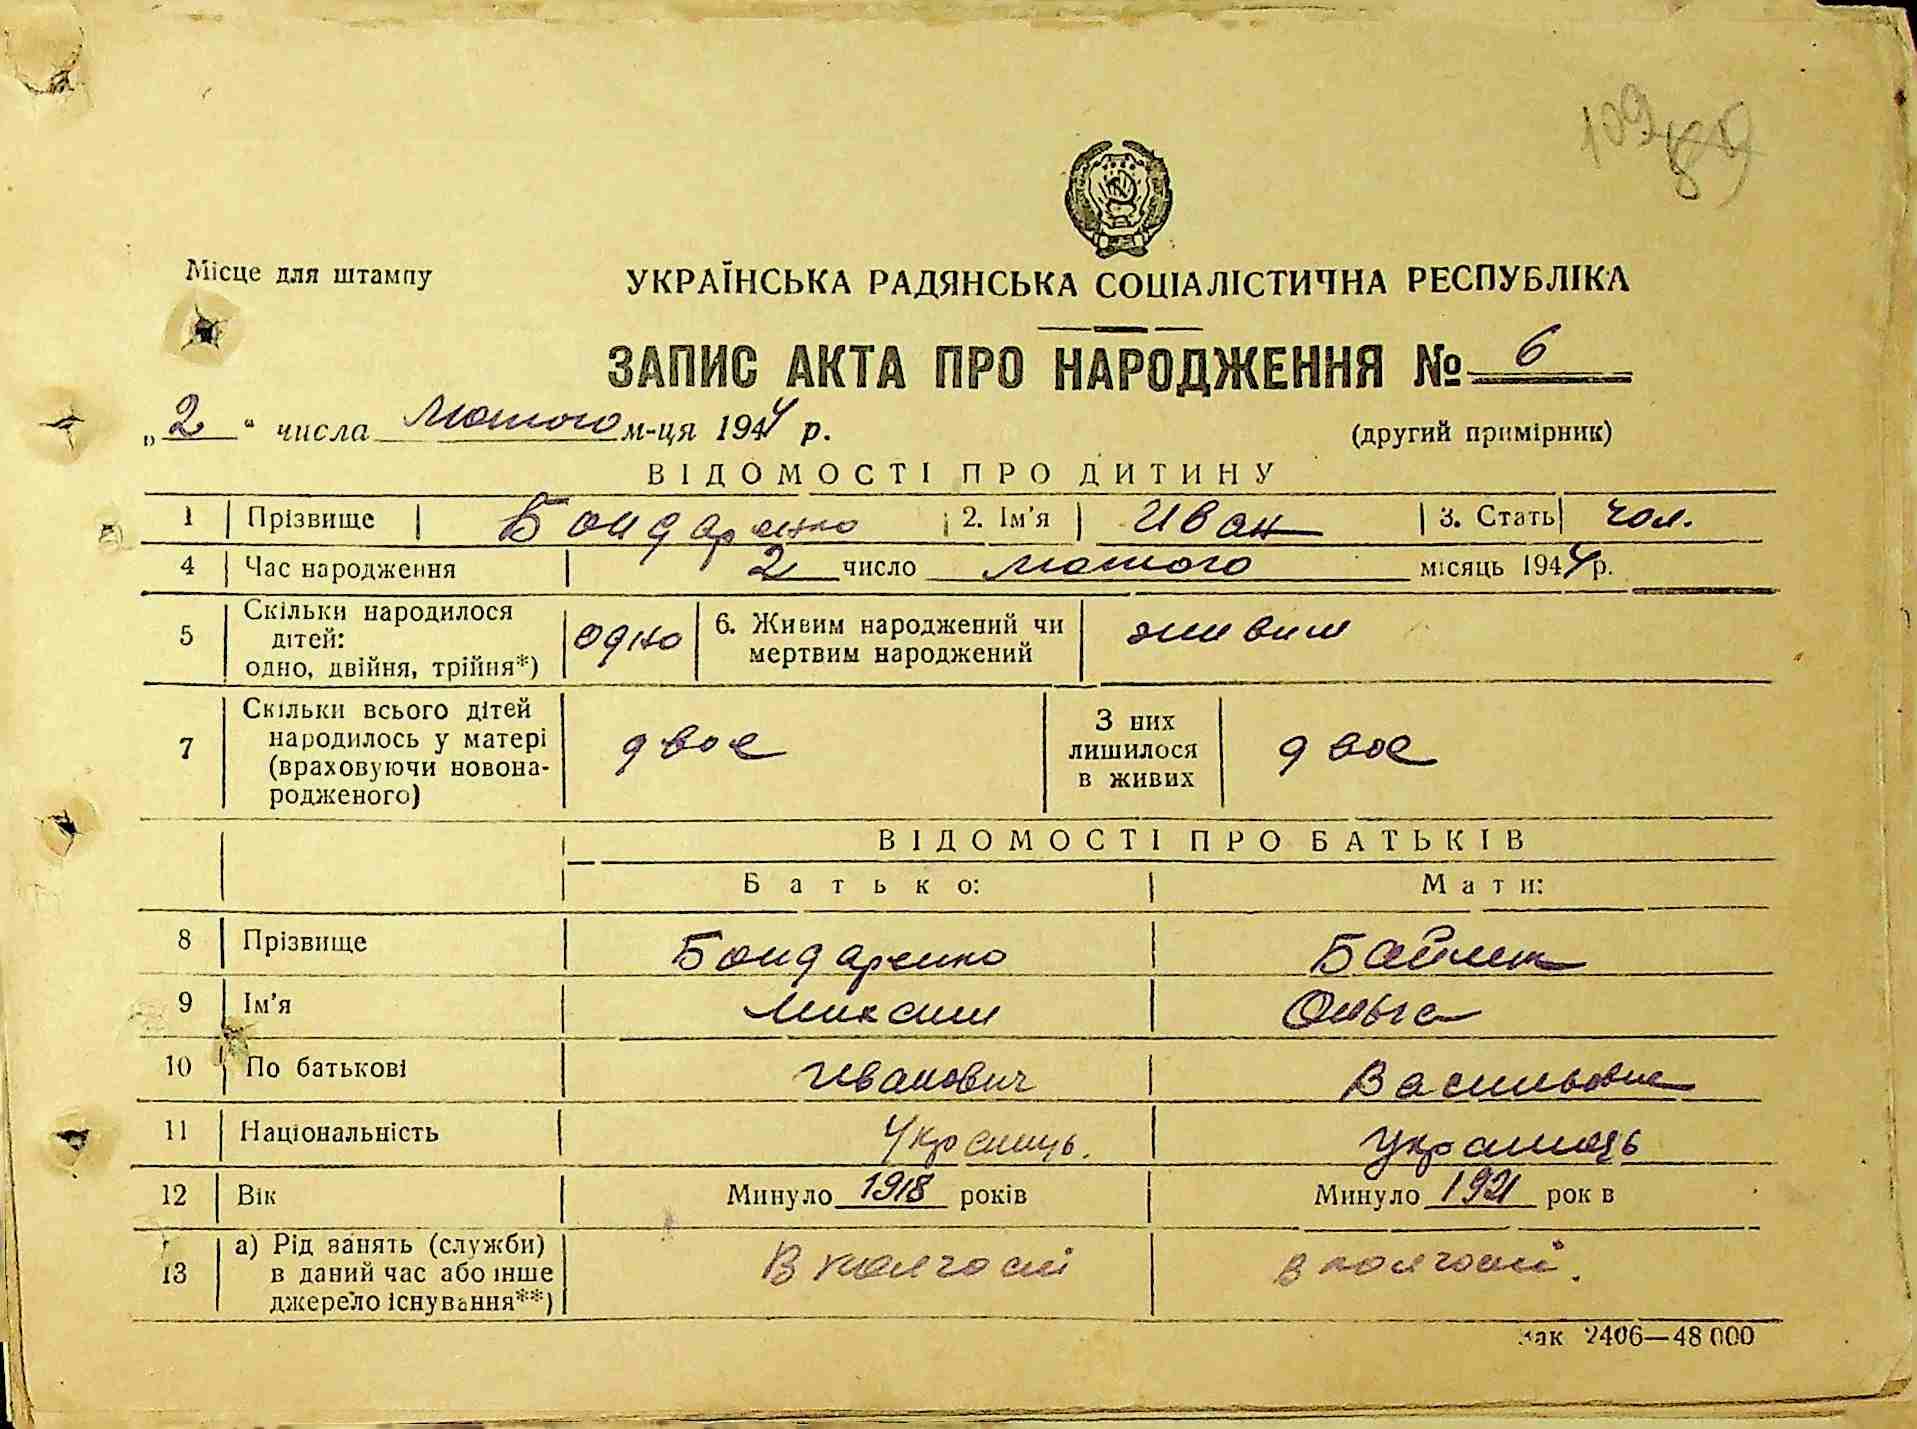 109 89
Місце для штампу
УКРАЇНСЬКА РАДЯНСЬКА СОЦІАЛІСТИЧНА РЕСПУБЛІКА
ЗАПИС АКТА ПРО НАРОДЖЕННЯ № 6
„2“ числа лютого м-ця 1944 р. (другий примірник)
ВІДОМОСТІ ПРО ДИТИНУ
1 Прізвище Бондаренко 2. Ім'я Иван 3. Стать чол.
4 Час народження 2 число лютого місяць 1944 р.
5 Скільки народилося дітей: одно, двійня, трійня*) одно 6. Живим народжений чи мертвим народжений живим
7 Скільки всього дітей народилось у матері (враховуючи новонародженого) двое З них лишилося в живих двое
ВІДОМОСТІ ПРО БАТЬКІВ
Батько: Мати:
8 Прізвище Бондаренко
9 Ім'я Максим Ольга
10 По батькові Иванович Васильовна
11 Національність Українць. Українець
12 Вік Минуло 1918 років Минуло 1921 рок в
13 а) Рід занять (служби) в даний час або інше джерело існування**) В колгоспі в колгоспі.
зак 2406—48 000